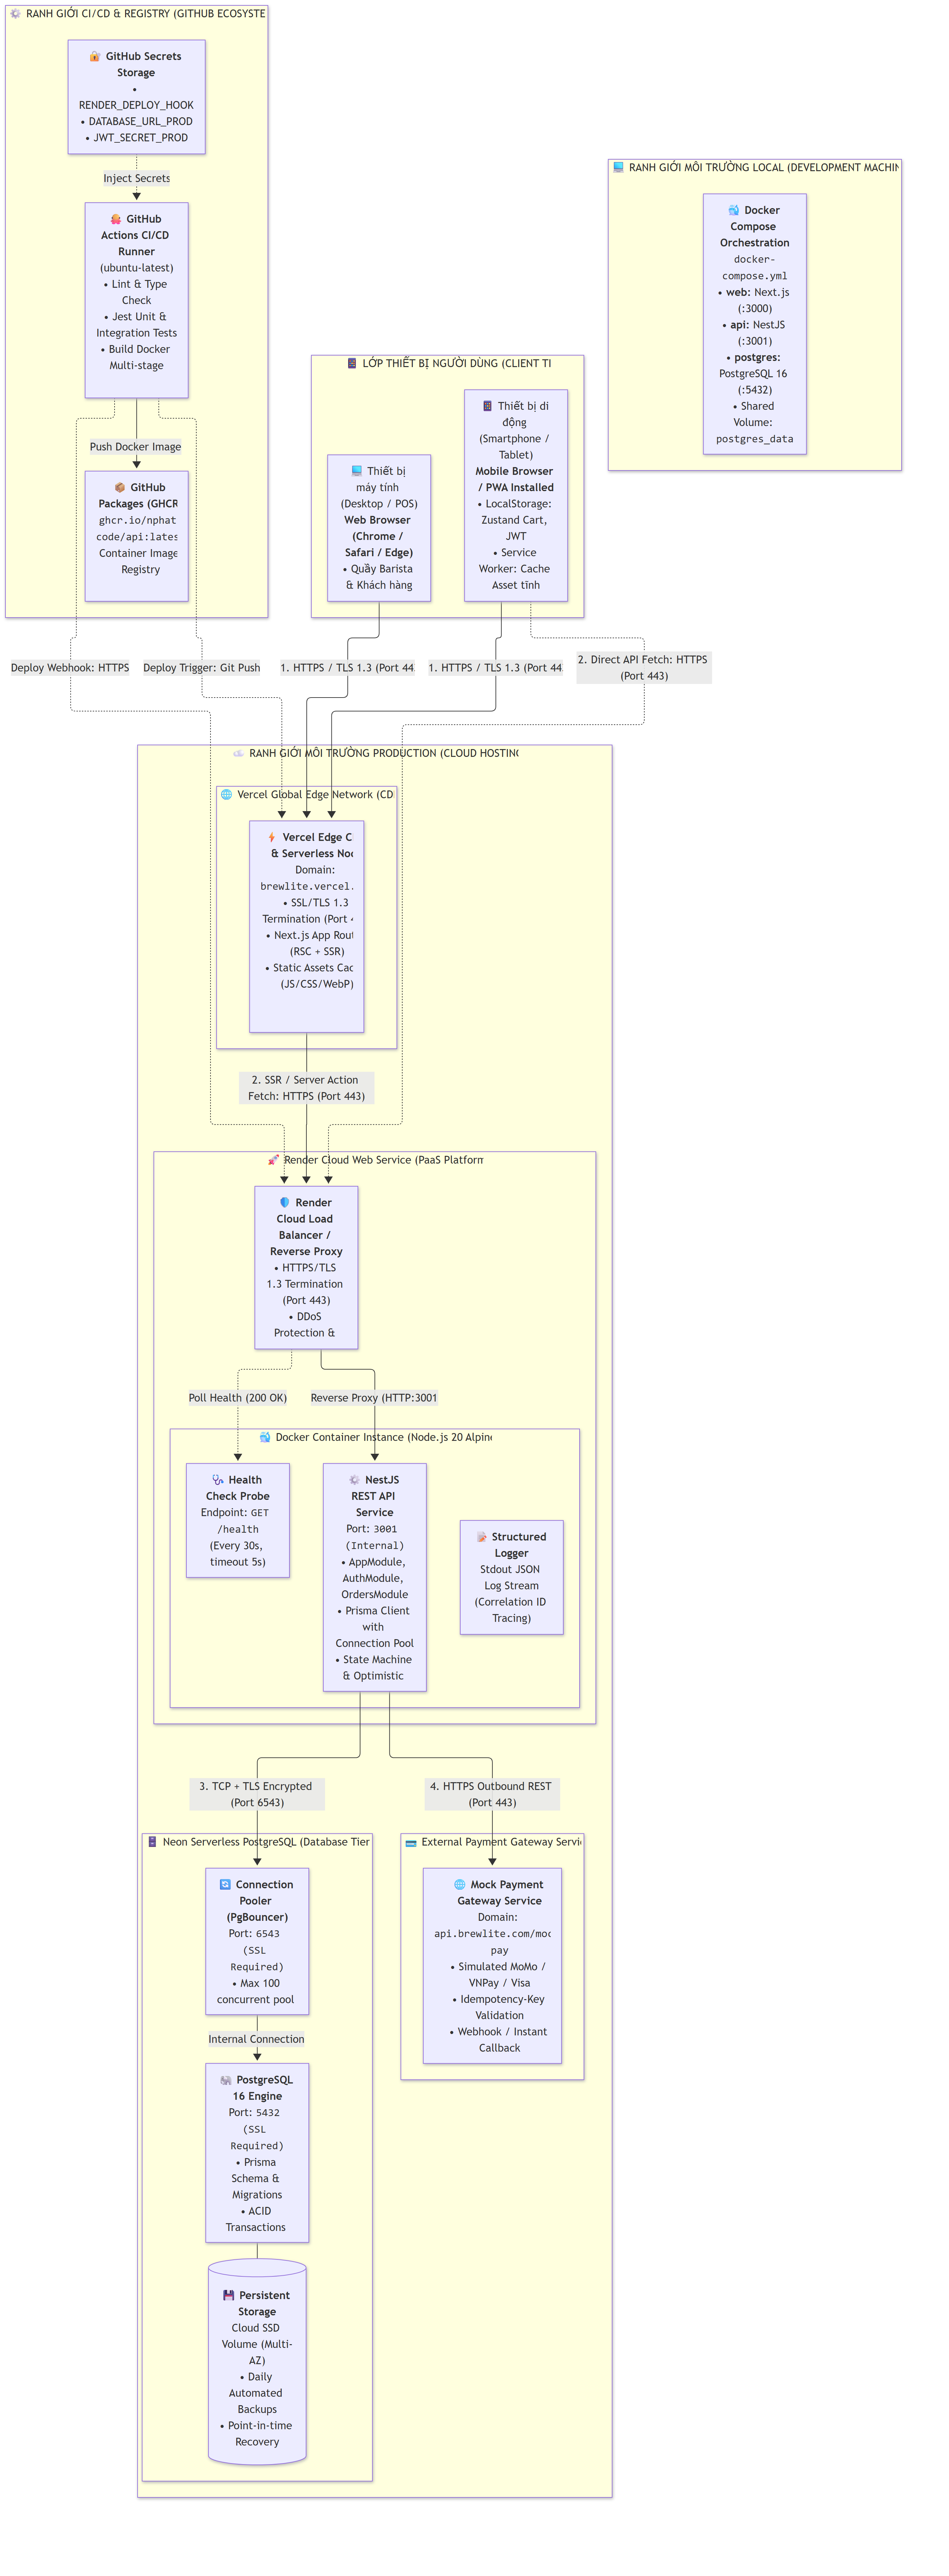 ⚙️ RANH GIỚI CI/CD & REGISTRY (GITHUB ECOSYSTE
🔐 GitHub Secrets
Storage
•
RENDER_DEPLOY_HOOK
• DATABASE_URL_PROD
• JWT_SECRET_PROD
Inject Secrets
🐙 GitHub
Actions CI/CD
Runner
(ubuntu-latest)
• Lint & Type
Check
• Jest Unit &
Integration Tests
• Build Docker
Multi-stage
Push Docker Image
📦 GitHub
Packages (GHCR
ghcr.io/nphat
code/api:lates
Container Image
Registry
💻 RANH GIỚI MÔI TRƯỜNG LOCAL (DEVELOPMENT MACHIN
🐳 Docker
Compose
Orchestration
docker-
compose.yml
• web: Next.js
(:3000)
• api: NestJS
(:3001)
• postgres:
PostgreSQL 16
(:5432)
• Shared
Volume:
postgres_data
📱 LỚP THIẾT BỊ NGƯỜI DÙNG (CLIENT TI
💻 Thiết bị
máy tính
(Desktop / POS)
Web Browser
(Chrome /
Safari / Edge)
• Quầy Barista
& Khách hàng
📱 Thiết bị di
động
(Smartphone /
Tablet)
Mobile Browser
/ PWA Installed
• LocalStorage:
Zustand Cart,
JWT
• Service
Worker: Cache
Asset tĩnh
Deploy Webhook: HTTPS
Deploy Trigger: Git Push
1. HTTPS / TLS 1.3 (Port 44
1. HTTPS / TLS 1.3 (Port 44
2. Direct API Fetch: HTTPS
(Port 443)
☁️ RANH GIỚI MÔI TRƯỜNG PRODUCTION (CLOUD HOSTING
🌐 Vercel Global Edge Network (CD
⚡ Vercel Edge C
& Serverless Nod
Domain:
brewlite.vercel.
• SSL/TLS 1.3
Termination (Port 4
• Next.js App Rout
(RSC + SSR)
• Static Assets Cac
(JS/CSS/WebP)
2. SSR / Server Action
Fetch: HTTPS (Port 443)
🚀 Render Cloud Web Service (PaaS Platform
🛡️ Render
Cloud Load
Balancer /
Reverse Proxy
• HTTPS/TLS
1.3 Termination
(Port 443)
• DDoS
Protection &
Poll Health (200 OK)
Reverse Proxy (HTTP:3001
🐳 Docker Container Instance (Node.js 20 Alpine
🩺 Health
Check Probe
Endpoint: GET
/health
(Every 30s,
timeout 5s)
⚙️ NestJS
REST API
Service
Port: 3001
(Internal)
• AppModule,
AuthModule,
OrdersModule
• Prisma Client
with
Connection Pool
• State Machine
& Optimistic
📝 Structured
Logger
Stdout JSON
Log Stream
(Correlation ID
Tracing)
3. TCP + TLS Encrypted
(Port 6543)
4. HTTPS Outbound REST
(Port 443)
🗄️ Neon Serverless PostgreSQL (Database Tier
🔄 Connection
Pooler
(PgBouncer)
Port: 6543
(SSL
Required)
• Max 100
concurrent pool
Internal Connection
🐘 PostgreSQL
16 Engine
Port: 5432
(SSL
Required)
• Prisma
Schema &
Migrations
• ACID
Transactions
💾 Persistent
Storage
Cloud SSD
Volume (Multi-
AZ)
• Daily
Automated
Backups
• Point-in-time
Recovery
💳 External Payment Gateway Servi
🌐 Mock Payment
Gateway Service
Domain:
api.brewlite.com/moc
pay
• Simulated MoMo /
VNPay / Visa
• Idempotency-Key
Validation
• Webhook / Instant
Callback